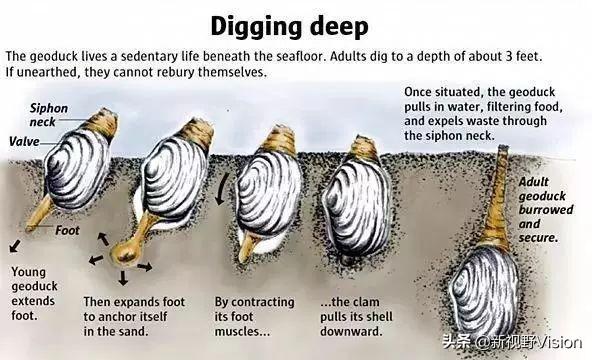 Digging deep
The geoduck lives a sedentary life beneath the seafloor. Adults dig to a depth of about 3 feet.
If unearthed, they cannot rebury themselves.
Siphon
neck
Valve
Foot
Young
geoduck
extends
foot.
Then expands foot
to anchor itself
in the sand.
By contracting
its foot
muscles...
...the clam
pulls its shell
downward.
Once situated, the geoduck
pulls in water, filtering food,
and expels waste through
the siphon neck.
Adult
geoduck
burrowed
and
secure.
头条 @新视野Vision